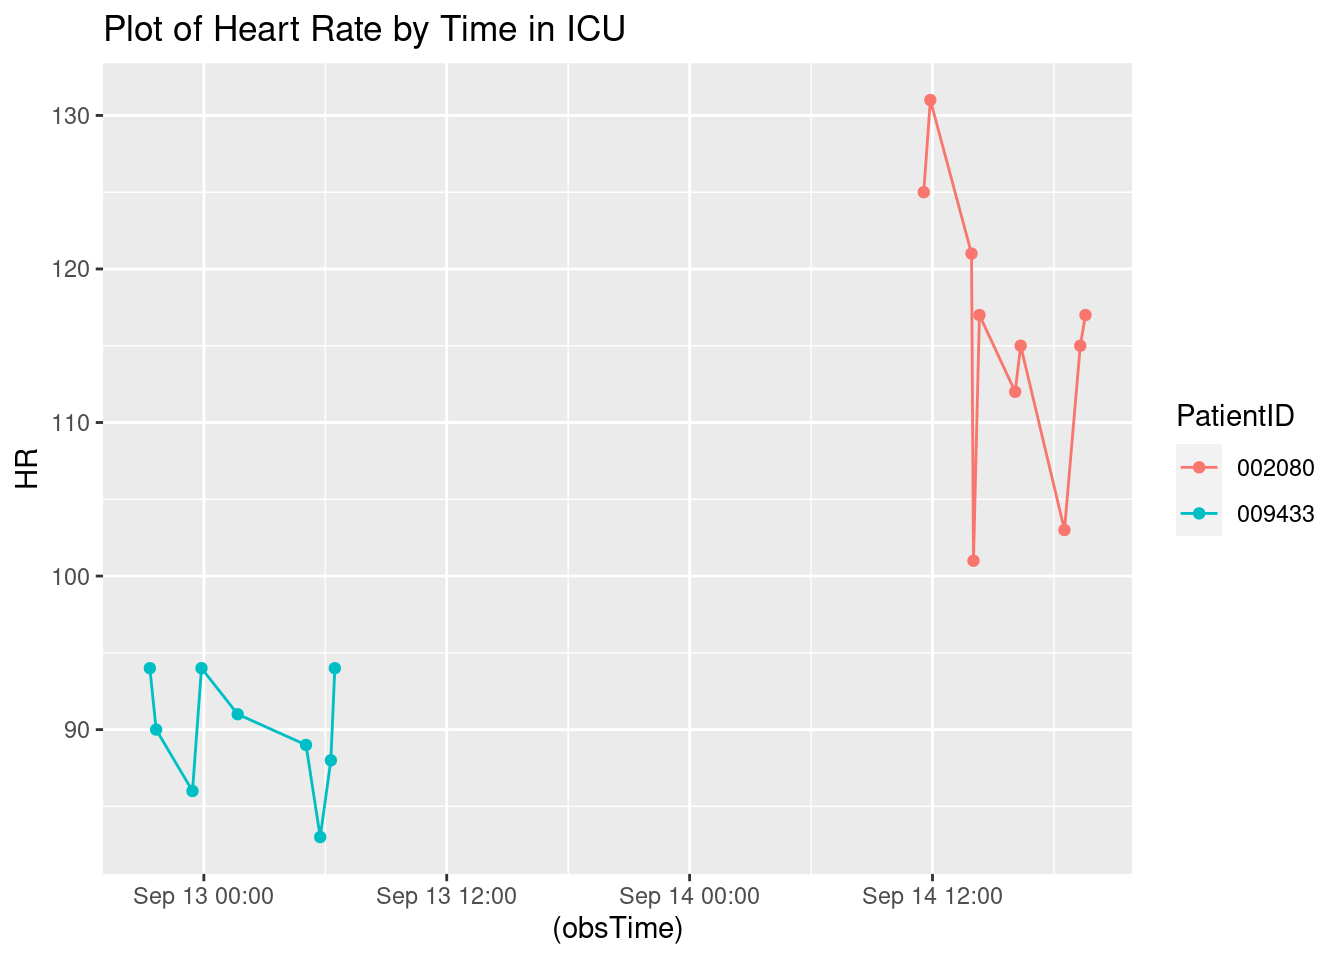 Plot of Heart Rate by Time in ICU
130
120
110
100
90
HR
Sep 13 00:00
Sep 13 12:00
Sep 14 00:00
Sep 14 12:00
(obsTime)
PatientID
002080
009433